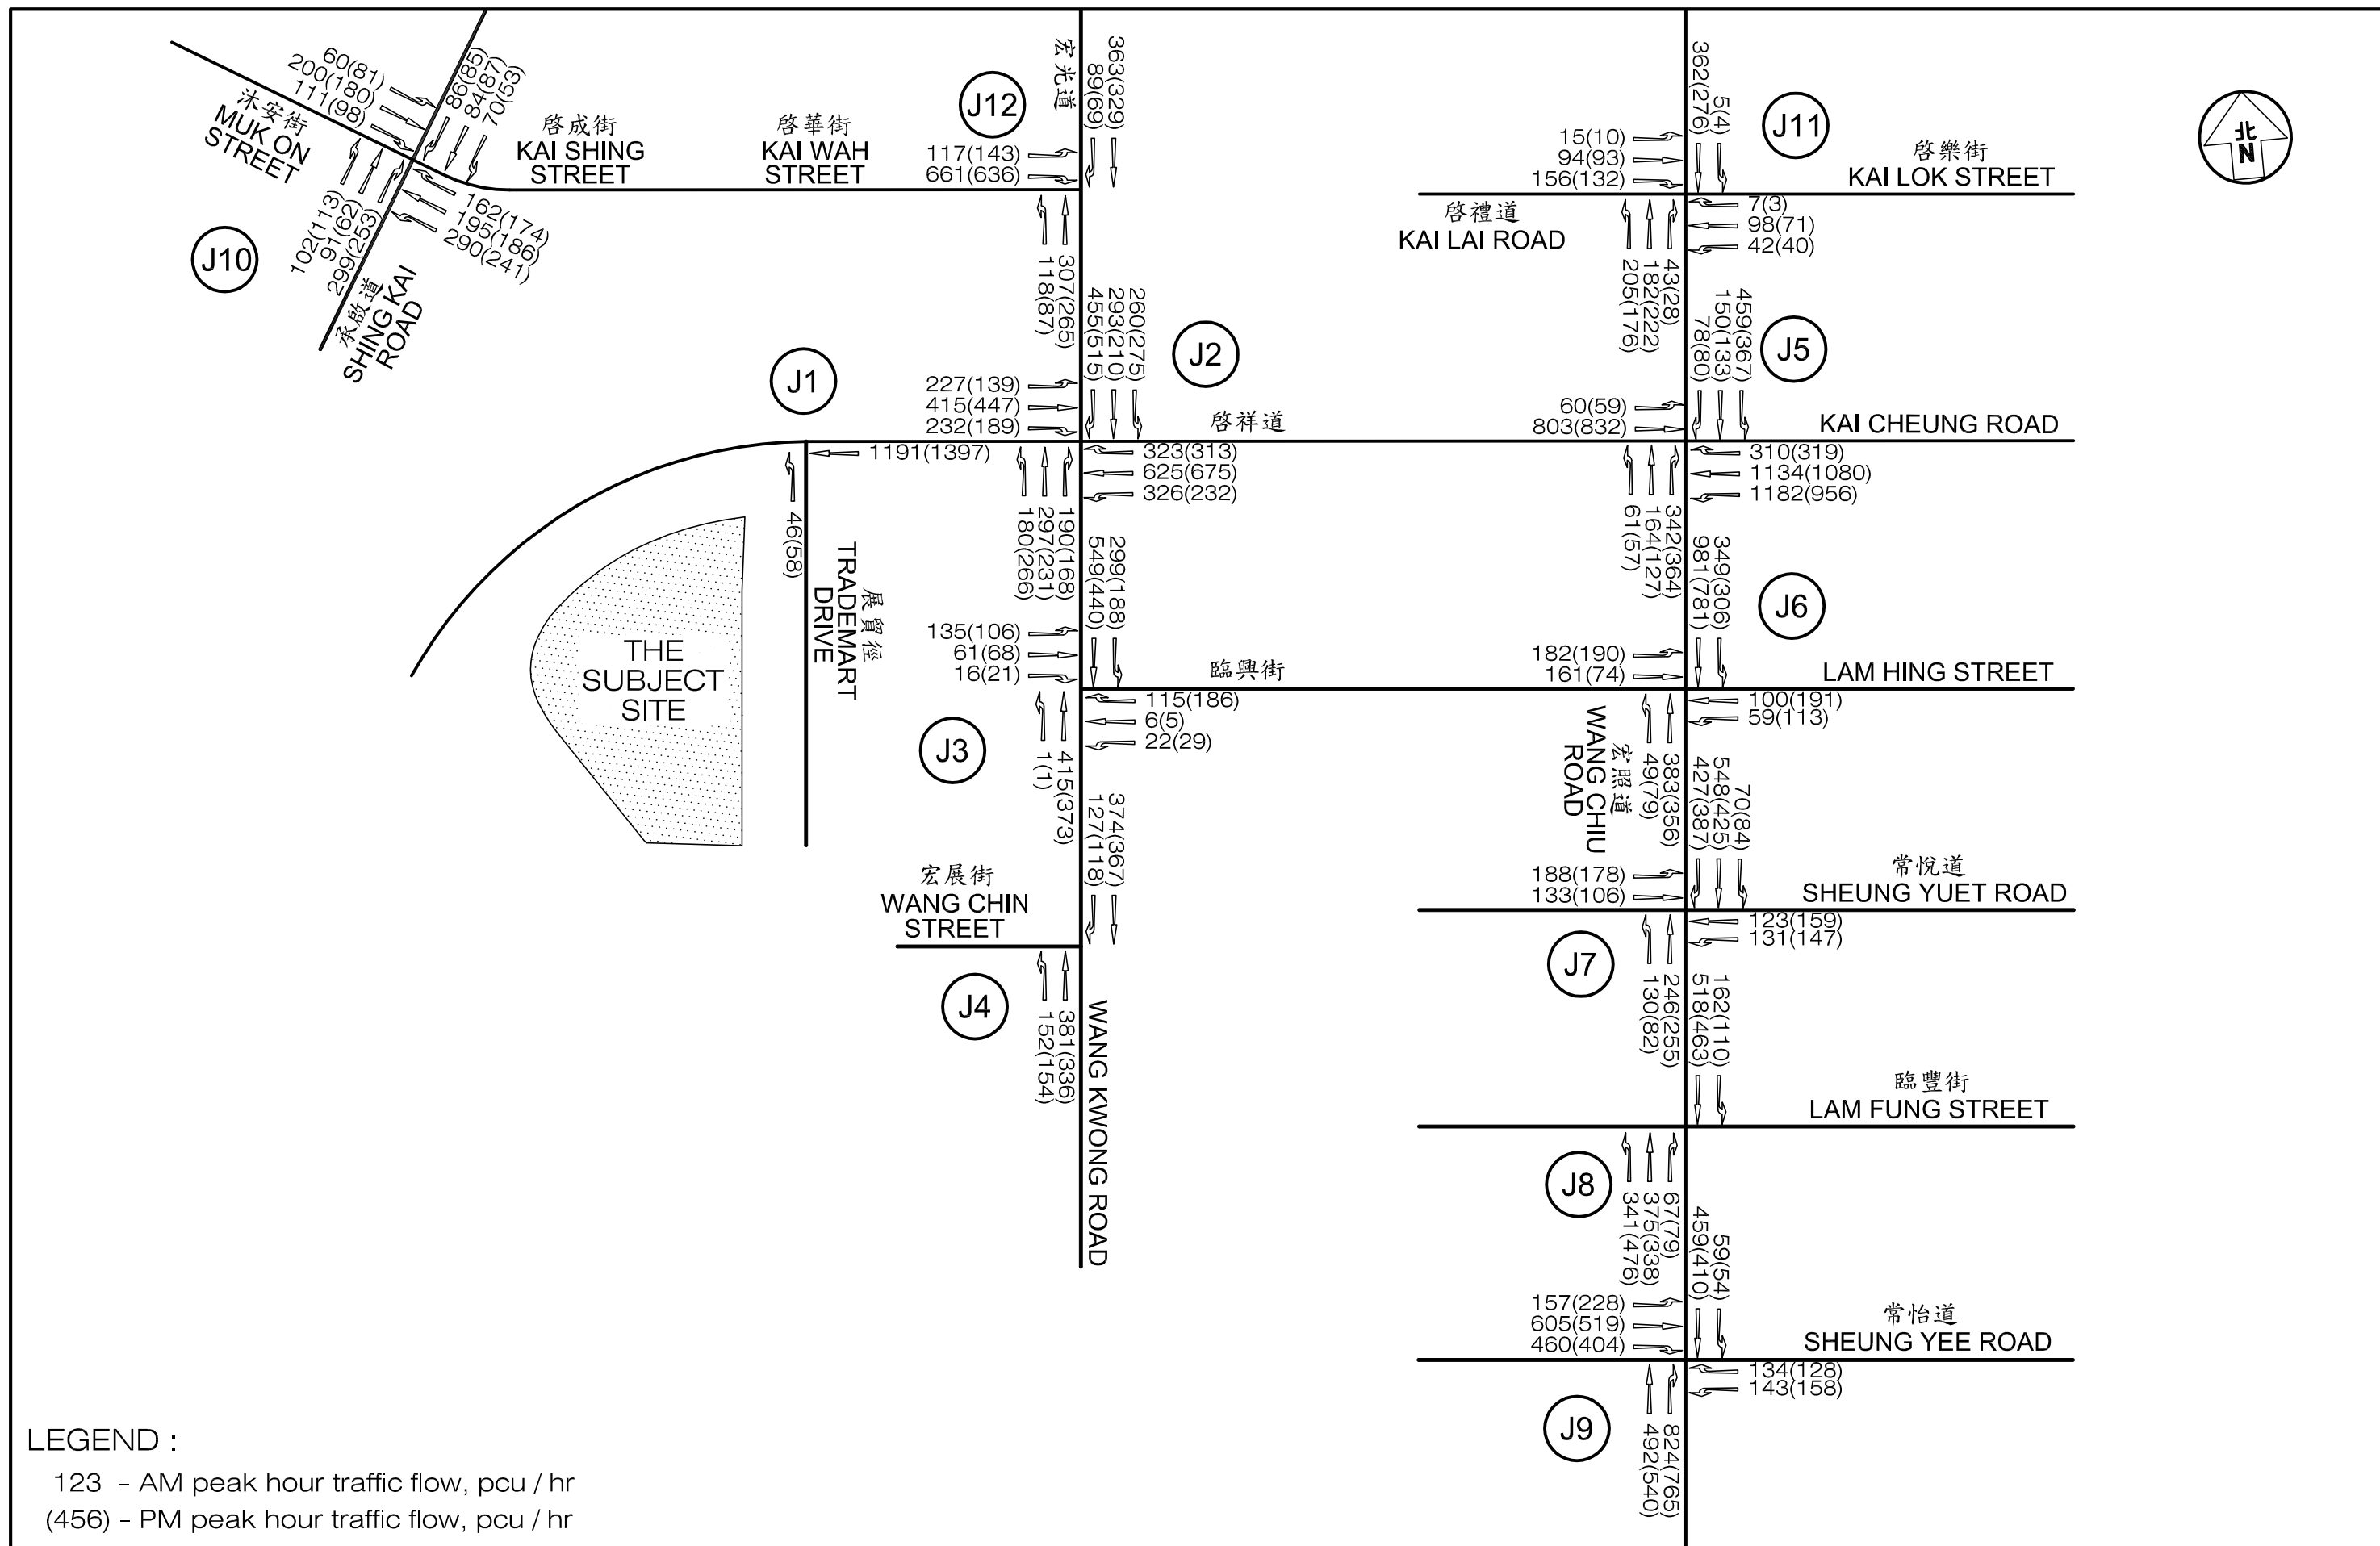 60(81)
200(180)
111(98)
86(85)
84(87)
70(53)
沐安街
MUK ON
STREET
102(113)
91(62)
299(253)
162(174)
195(186)
290(241)
J10
承啟道
SHING KAI
ROAD
啓成街
KAI SHING
STREET
啓華街
KAI WAH
STREET
J12
宏光道
363(329)
89(69)
117(143)
661(636)
307(265)
118(87)
362(276)
5(4)
J11
15(10)
94(93)
156(132)
啓樂街
KAI LOK STREET
北
N
啓禮道
KAI LAI ROAD
7(3)
98(71)
42(40)
43(28)
182(222)
205(176)
J1
260(275)
293(210)
455(515)
J2
227(139)
415(447)
232(189)
啓祥道
459(367)
150(133)
78(80)
J5
60(59)
803(832)
KAI CHEUNG ROAD
1191(1397)
323(313)
625(675)
326(232)
310(319)
1134(1080)
1182(956)
46(58)
展貿徑
TRADEMART
DRIVE
190(168)
297(231)
180(266)
299(188)
549(440)
342(364)
164(127)
61(57)
349(306)
981(781)
J6
THE
SUBJECT
SITE
135(106)
61(68)
16(21)
臨興街
182(190)
161(74)
LAM HING STREET
J3
115(186)
6(5)
22(29)
415(373)
1(1)
100(191)
59(113)
宏照道
WANG CHIU
ROAD
383(356)
49(79)
374(367)
127(118)
70(84)
548(425)
427(387)
宏展街
WANG CHIN
STREET
188(178)
133(106)
常悅道
SHEUNG YUET ROAD
J4
381(336)
152(154)
WANG KWONG ROAD
J7
123(159)
131(147)
246(255)
130(82)
162(110)
518(463)
臨豐街
LAM FUNG STREET
J8
67(79)
375(338)
341(476)
59(54)
459(410)
157(228)
605(519)
460(404)
常怡道
SHEUNG YEE ROAD
J9
134(128)
143(158)
824(765)
492(540)
LEGEND :
123 - AM peak hour traffic flow, pcu / hr
(456) - PM peak hour traffic flow, pcu / hr